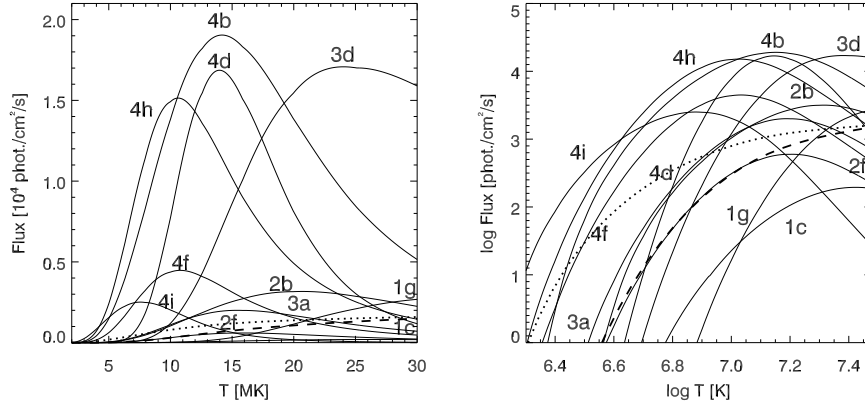 2.0
1.5
1.0
0.5
0.0
Flux [10⁴ phot./cm²/s]
4b
4d
3d
4h
4f
4i
2b
1g
3a
2f
1c
5 10 15 20 25 30
T [MK]
5
4
3
2
1
0
log Flux [phot./cm²/s]
4b
3d
4h
2b
4i
4d
2f
1g
4f
1c
3a
6.4 6.6 6.8 7.0 7.2 7.4
log T [K]